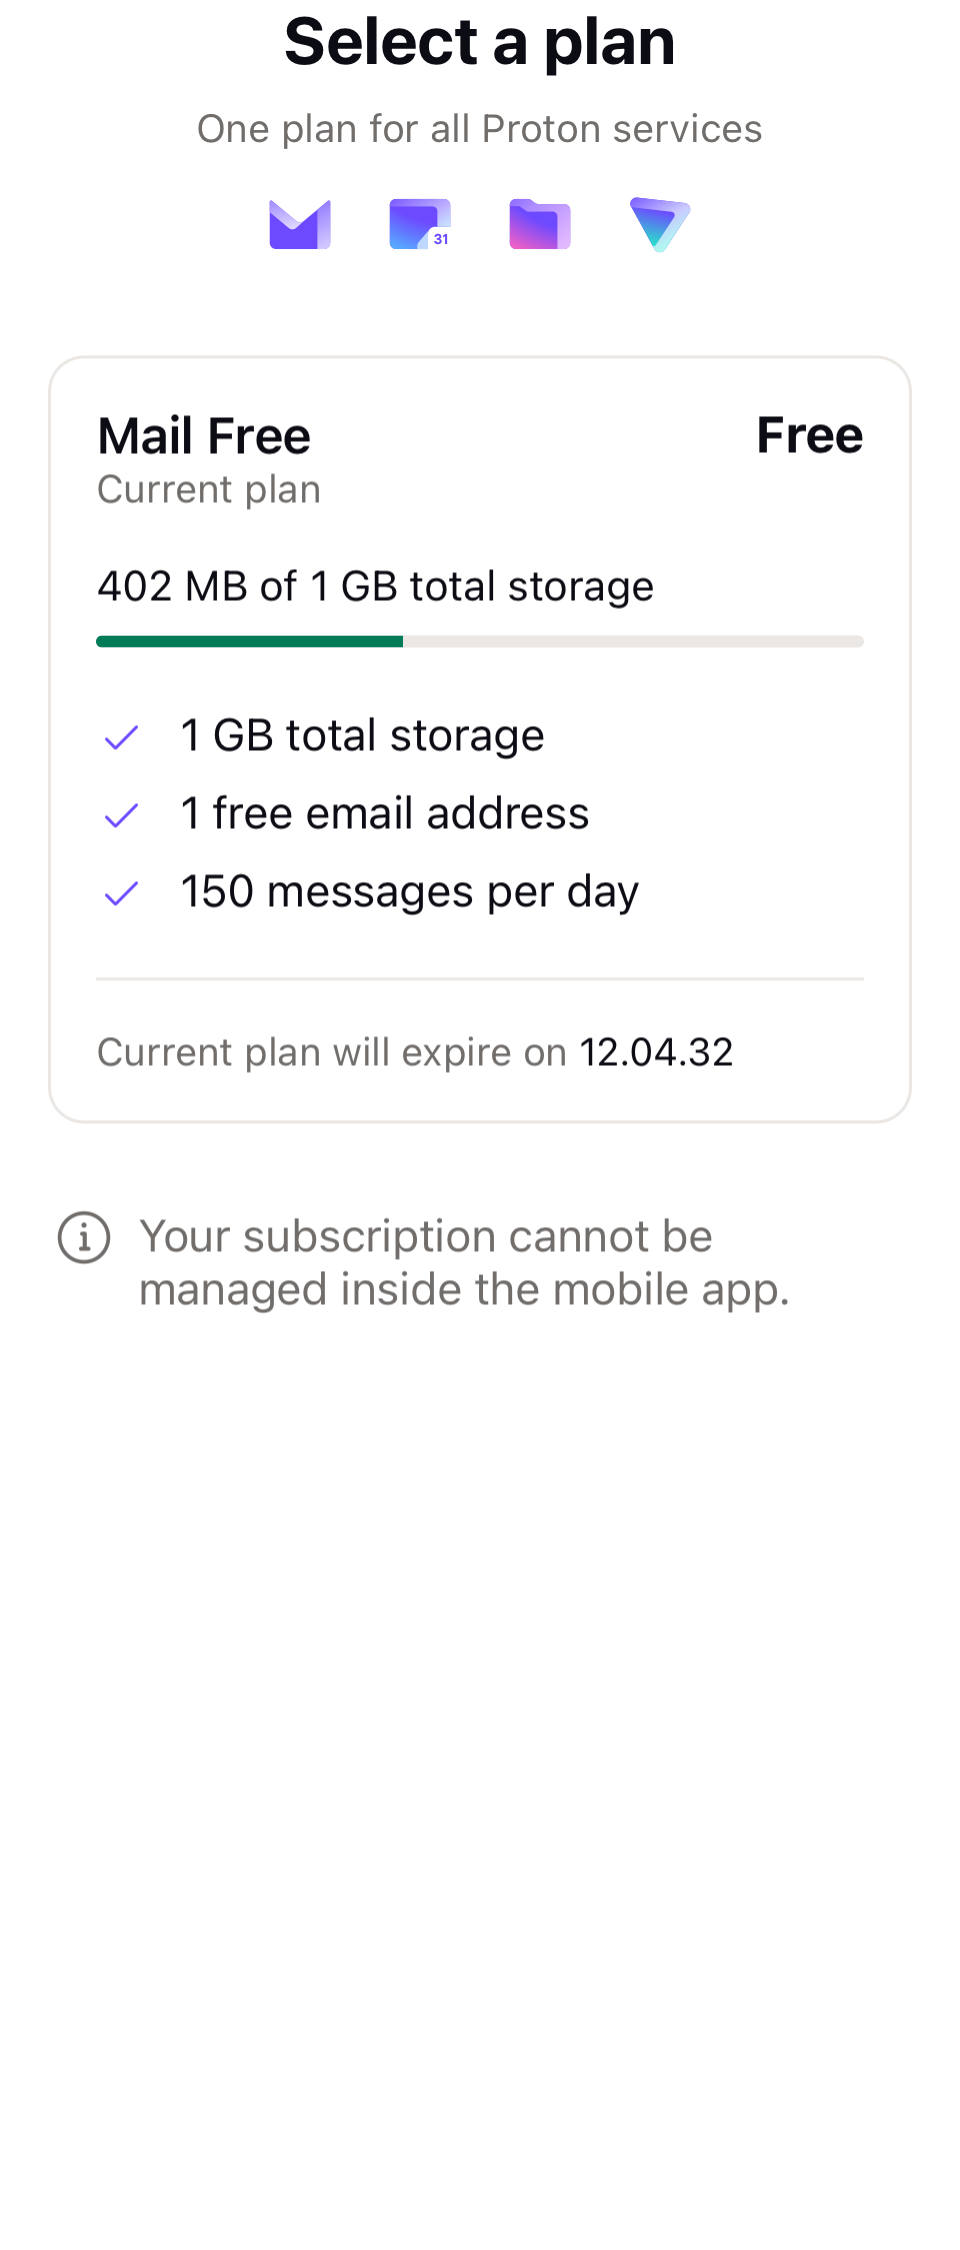 Select a plan
One plan for all Proton services
31
Mail Free
Free
Current plan
402 MB of 1 GB total storage
1 GB total storage
1 free email address
150 messages per day
Current plan will expire on 12.04.32
Your subscription cannot be
managed inside the mobile app.